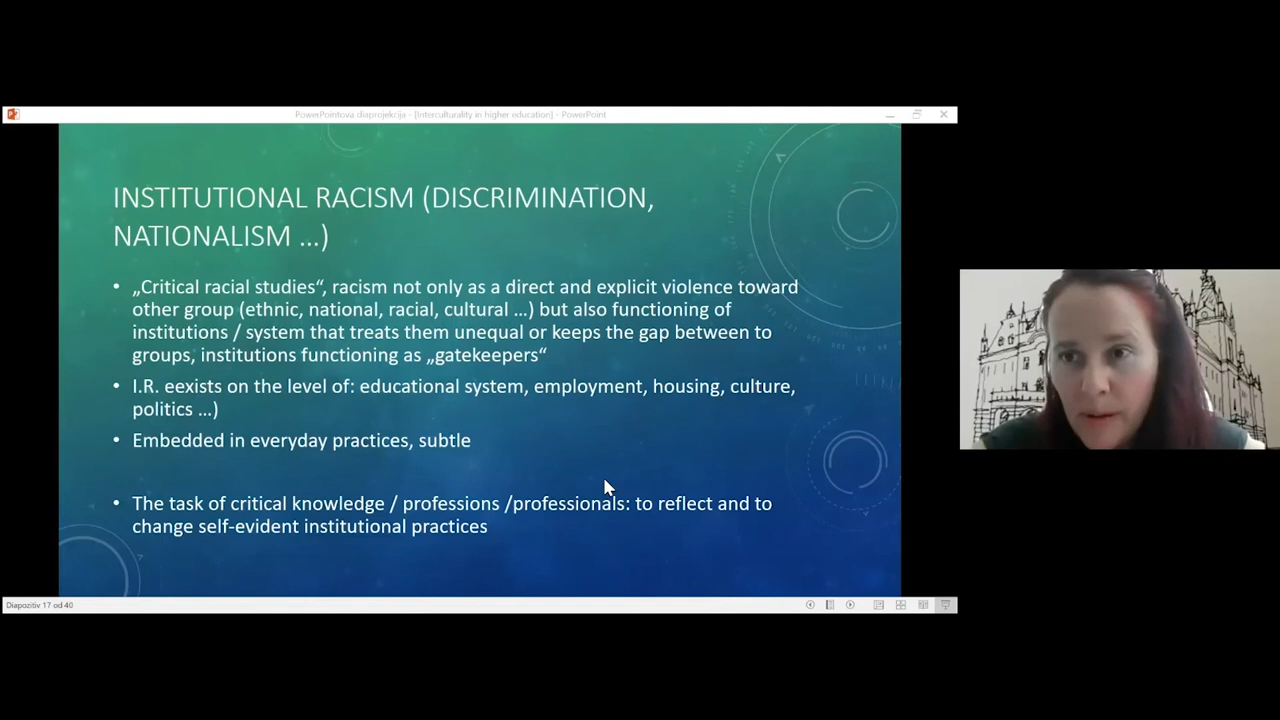 PowerPointova diaprojekcija - [Interculturality in higher education] - PowerPoint
INSTITUTIONAL RACISM (DISCRIMINATION,
NATIONALISM ...)
• „Critical racial studies“, racism not only as a direct and explicit violence toward
other group (ethnic, national, racial, cultural ...) but also functioning of
institutions / system that treats them unequal or keeps the gap between to
groups, institutions functioning as „gatekeepers“
• I.R. eexists on the level of: educational system, employment, housing, culture,
politics ...)
• Embedded in everyday practices, subtle
• The task of critical knowledge / professions /professionals: to reflect and to
change self-evident institutional practices
Diapozitiv 17 od 40